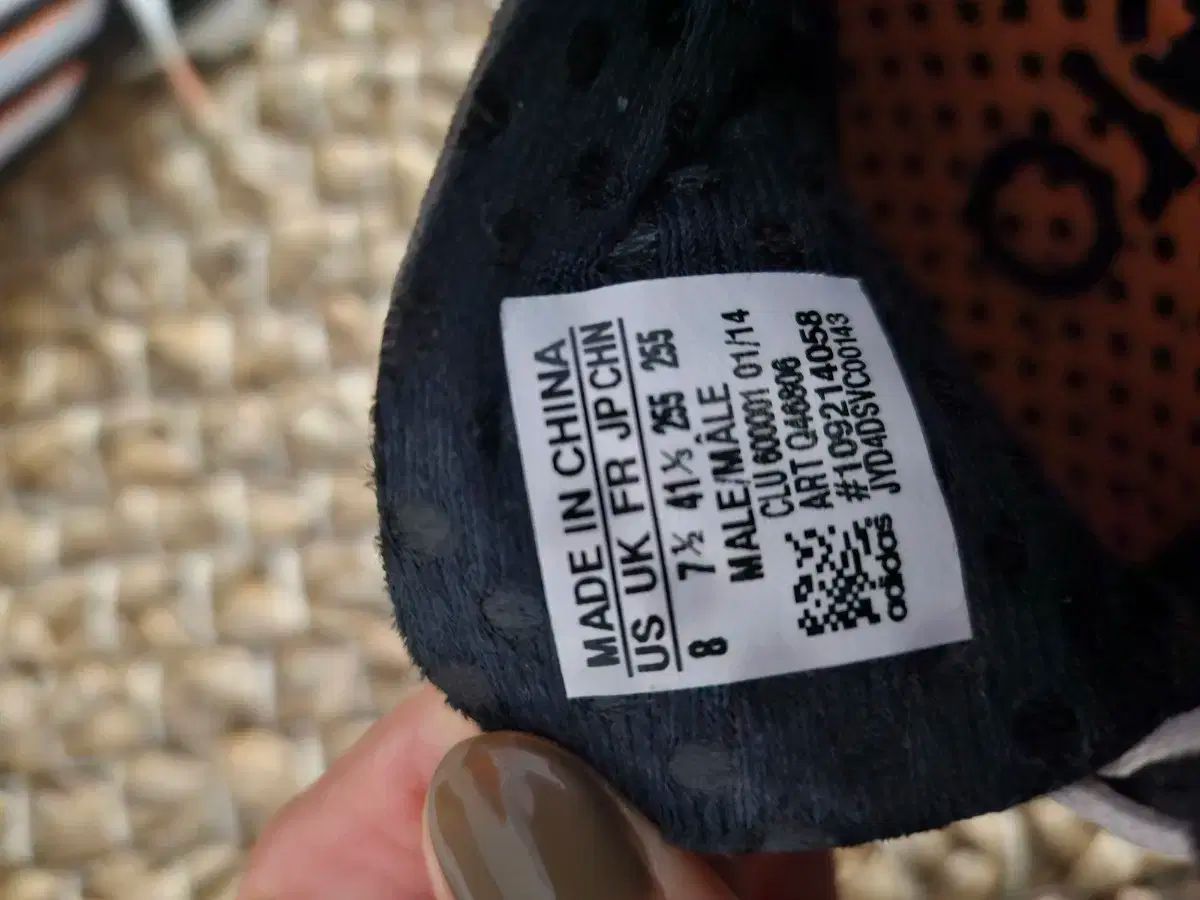 MADE IN CHINA
US UK FR JP CHN
8 7½ 41⅓ 255 255
MALE/MÂLE
CLU 600001 01/14
ART Q46806
#109214058
JYD4DSVC00143
adidas